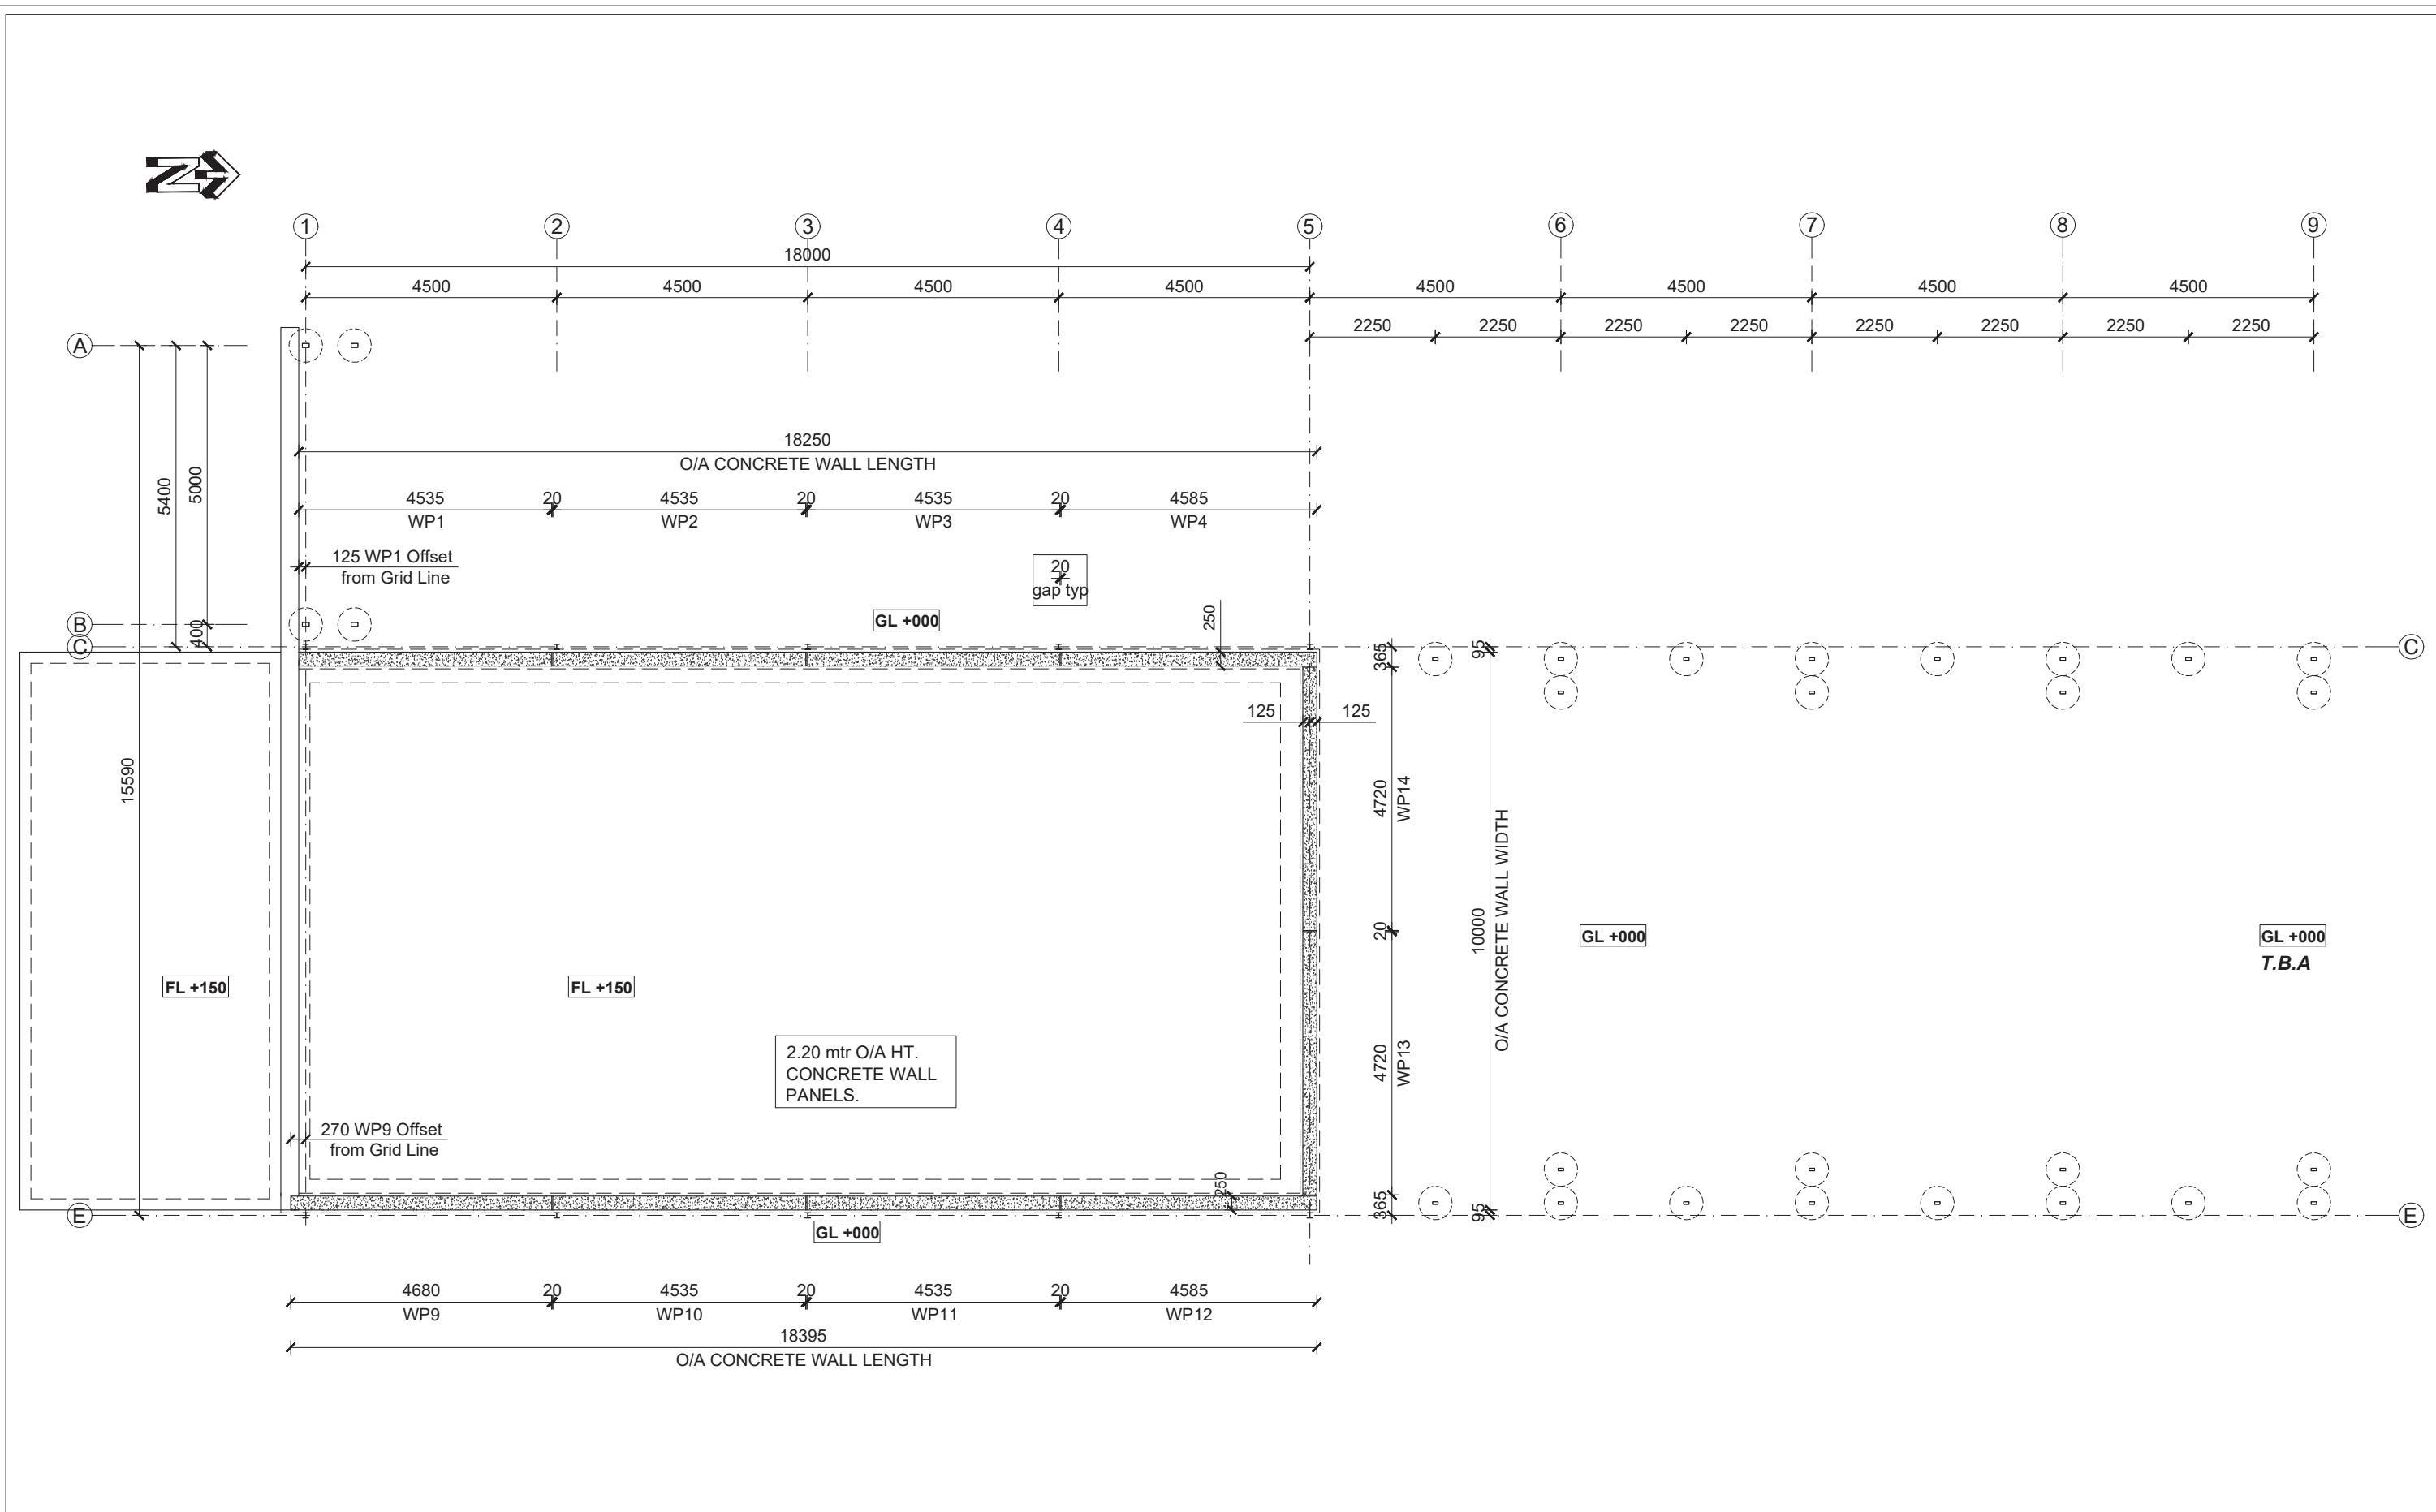 N
1 2 3 4 5 6 7 8 9
18000
4500 4500 4500 4500 4500 4500 4500 4500
2250 2250 2250 2250 2250 2250 2250 2250
A
18250
O/A CONCRETE WALL LENGTH
5400
5000
4535 20 4535 20 4535 20 4585
WP1 WP2 WP3 WP4
125 WP1 Offset
from Grid Line
20
gap typ
GL +000
250
B
400
C
365
95
C
125 125
15590
4720
WP14
20
10000
O/A CONCRETE WALL WIDTH
GL +000
GL +000
T.B.A
FL +150
FL +150
2.20 mtr O/A HT.
CONCRETE WALL
PANELS.
4720
WP13
270 WP9 Offset
from Grid Line
250
365
95
E
E
GL +000
4680 20 4535 20 4535 20 4585
WP9 WP10 WP11 WP12
18395
O/A CONCRETE WALL LENGTH